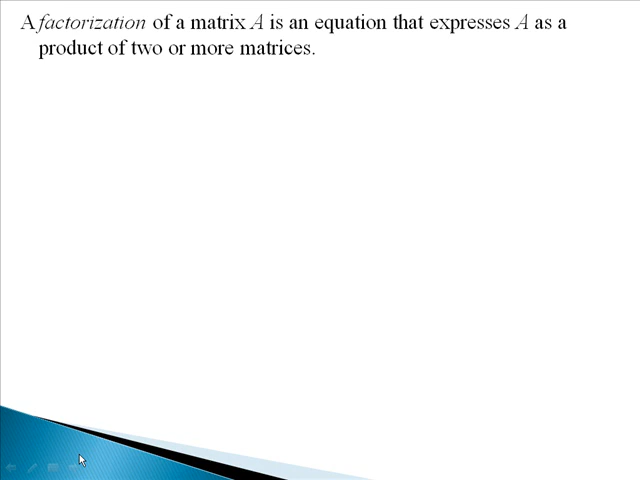 A factorization of a matrix A is an equation that expresses A as a
product of two or more matrices.